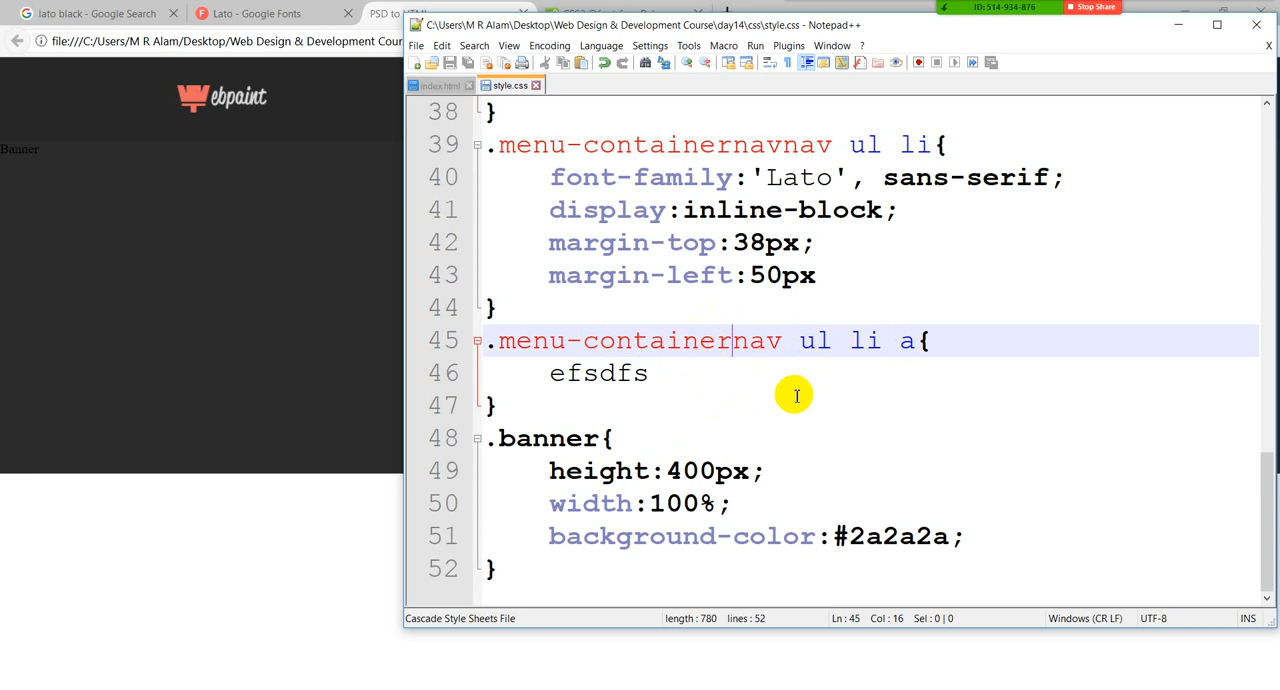 ID: 514-934-876 Stop Share
lato black - Google Search
Lato - Google Fonts
PSD to HTML
file:///C:/Users/M R Alam/Desktop/Web Design & Development Cour
C:\Users\M R Alam\Desktop\Web Design & Development Course\day14\css\style.css - Notepad++
File Edit Search View Encoding Language Settings Tools Macro Run Plugins Window ? X
index.html style.css
ebpaint
Banner
38 }
39 .menu-containernavnav ul li{
40 font-family:'Lato', sans-serif;
41 display:inline-block;
42 margin-top:38px;
43 margin-left:50px
44 }
45 .menu-containernav ul li a{
46 efsdfs
47 }
48 .banner{
49 height:400px;
50 width:100%;
51 background-color:#2a2a2a;
52 }
Cascade Style Sheets File length : 780 lines : 52 Ln : 45 Col : 16 Sel : 0 | 0 Windows (CR LF) UTF-8 INS